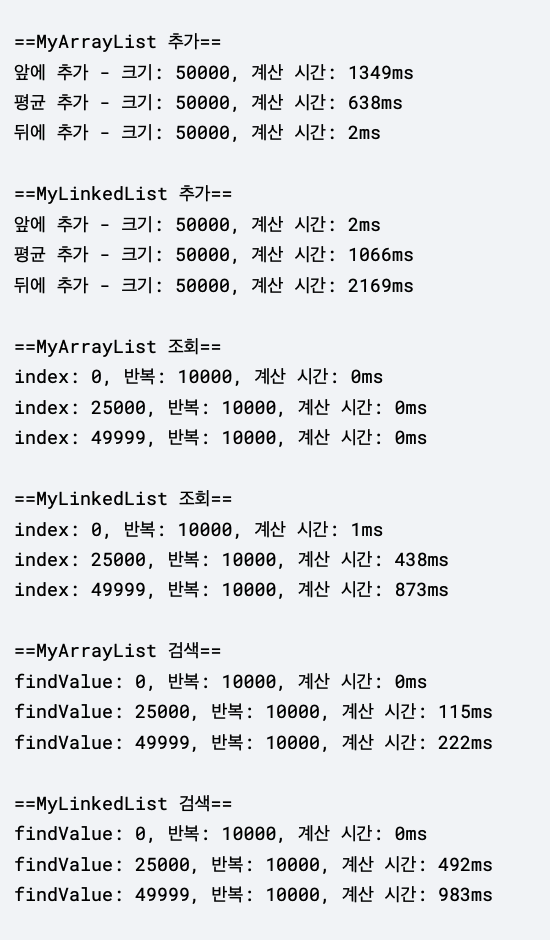 ==MyArrayList 추가==
앞에 추가 - 크기: 50000, 계산 시간: 1349ms
평균 추가 - 크기: 50000, 계산 시간: 638ms
뒤에 추가 - 크기: 50000, 계산 시간: 2ms
==MyLinkedList 추가==
앞에 추가 - 크기: 50000, 계산 시간: 2ms
평균 추가 - 크기: 50000, 계산 시간: 1066ms
뒤에 추가 - 크기: 50000, 계산 시간: 2169ms
==MyArrayList 조회==
index: 0, 반복: 10000, 계산 시간: 0ms
index: 25000, 반복: 10000, 계산 시간: 0ms
index: 49999, 반복: 10000, 계산 시간: 0ms
==MyLinkedList 조회==
index: 0, 반복: 10000, 계산 시간: 1ms
index: 25000, 반복: 10000, 계산 시간: 438ms
index: 49999, 반복: 10000, 계산 시간: 873ms
==MyArrayList 검색==
findValue: 0, 반복: 10000, 계산 시간: 0ms
findValue: 25000, 반복: 10000, 계산 시간: 115ms
findValue: 49999, 반복: 10000, 계산 시간: 222ms
==MyLinkedList 검색==
findValue: 0, 반복: 10000, 계산 시간: 0ms
findValue: 25000, 반복: 10000, 계산 시간: 492ms
findValue: 49999, 반복: 10000, 계산 시간: 983ms